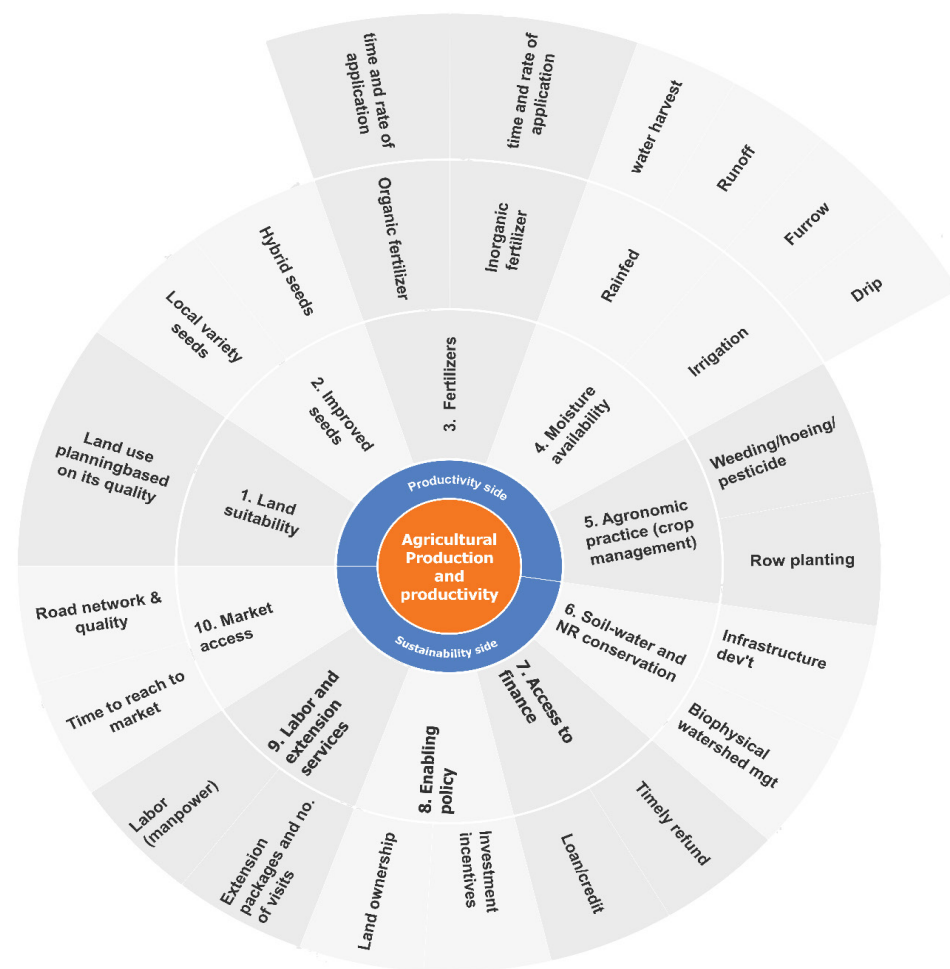 Agricultural
Production
and
productivity
Productivity side
Sustainability side
1. Land
suitability
Land use
planningbased
on its quality
2. Improved
seeds
Local variety
seeds
Hybrid seeds
3. Fertilizers
Organic fertilizer
time and rate of
application
Inorganic
fertilizer
time and rate of
application
4. Moisture
availability
Rainfed
water harvest
Runoff
Irrigation
Furrow
Drip
5. Agronomic
practice (crop
management)
Weeding/hoeing/
pesticide
Row planting
6. Soil-water and
NR conservation
Infrastructure
dev't
Biophysical
watershed mgt
7. Access to
finance
Timely refund
Loan/credit
8. Enabling
policy
Investment
incentives
Land ownership
9. Labor and
extension
services
Extension
packages and no.
of visits
Labor
(manpower)
10. Market
access
Time to reach to
market
Road network &
quality